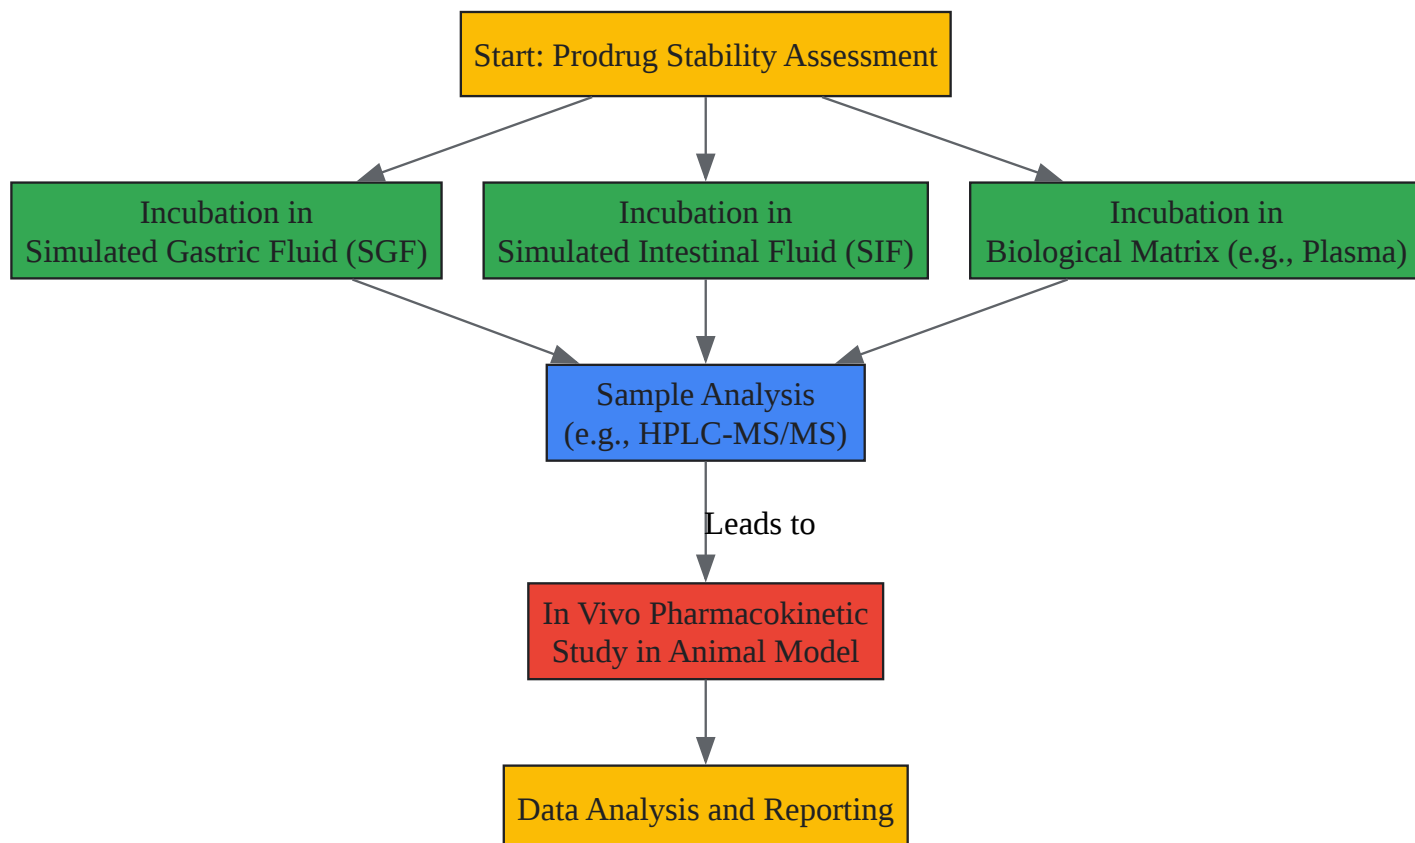 Start: Prodrug Stability Assessment
Incubation in
Simulated Gastric Fluid (SGF)
Incubation in
Simulated Intestinal Fluid (SIF)
Incubation in
Biological Matrix (e.g., Plasma)
Sample Analysis
(e.g., HPLC-MS/MS)
Leads to
In Vivo Pharmacokinetic
Study in Animal Model
Data Analysis and Reporting